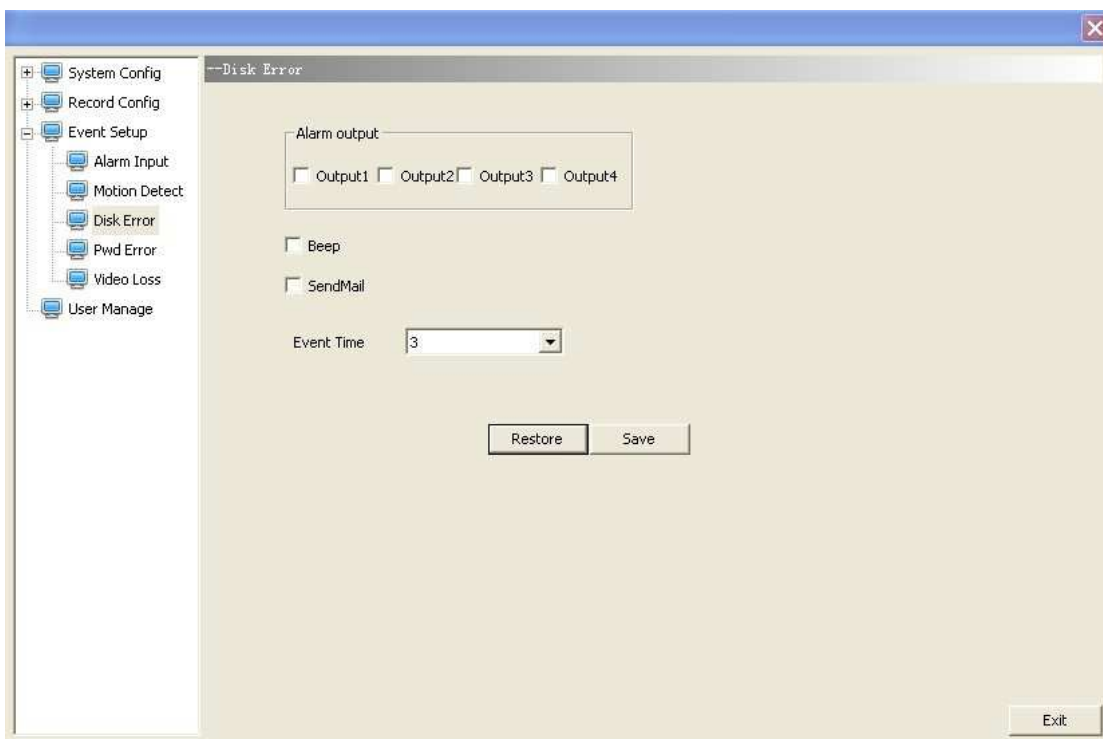 System Config
Record Config
Event Setup
Alarm Input
Motion Detect
Disk Error
Pwd Error
Video Loss
User Manage
--Disk Error
Alarm output
Output1 Output2 Output3 Output4
Beep
SendMail
Event Time 3
Restore Save
Exit